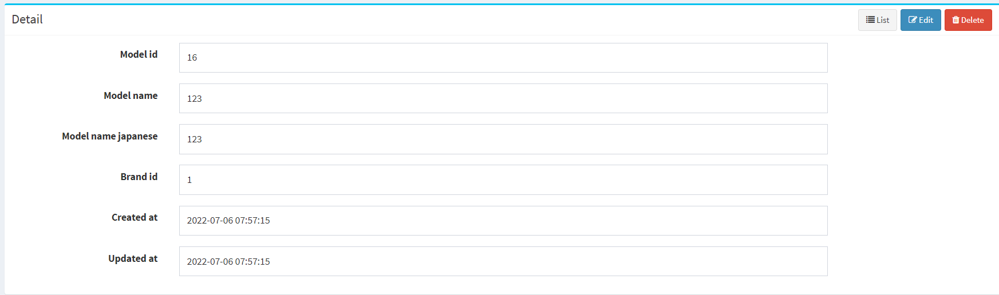 Detail
List Edit Delete
Model id 16
Model name 123
Model name japanese 123
Brand id 1
Created at 2022-07-06 07:57:15
Updated at 2022-07-06 07:57:15